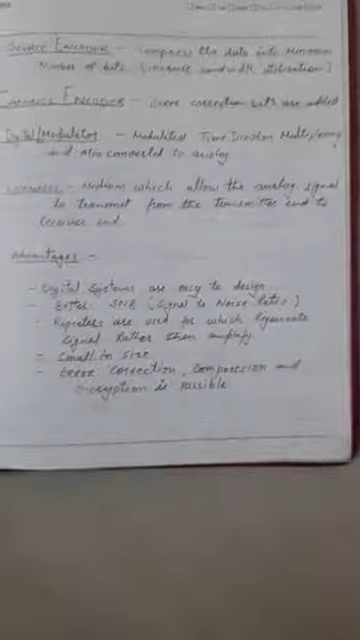 Source Encoder - compress the data into Minimum
Number of bits (increase bandwidth utilization)
Channel Encoder - error correction bits are added
Digital/Modulator - Modulated Time Division Multiplexing
and also converted to analog
- Medium which allow the analog signal
to transmit from the transmitter end to
receiver end.
Advantages -
- Digital Systems are easy to design
- Better SNR (Signal to Noise Ratio)
- Repeaters are used for which Regenerate
signal Rather than amplify
- Small in size
- Error correction, compression and
encryption is possible